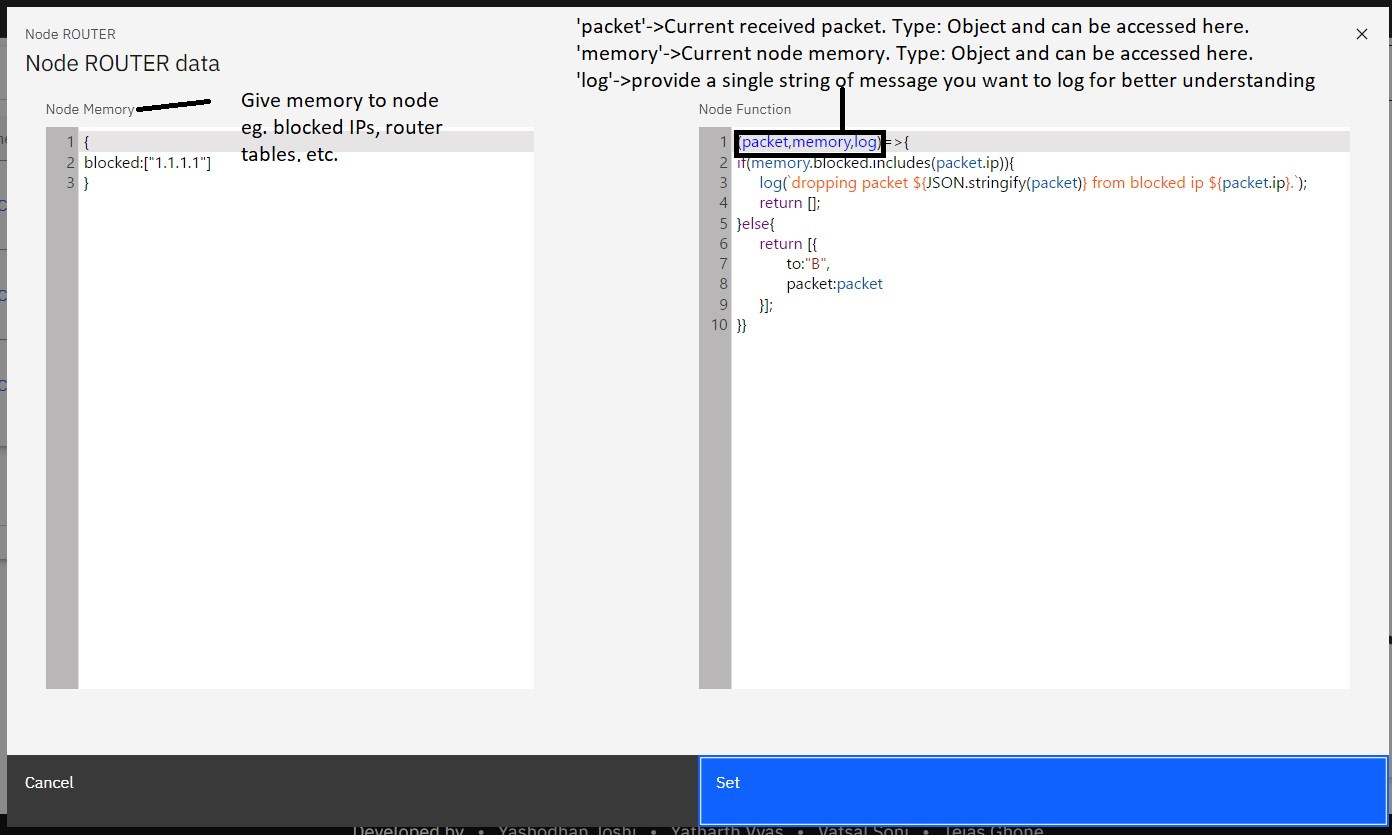 Node ROUTER
Node ROUTER data
'packet'->Current received packet. Type: Object and can be accessed here.
'memory'->Current node memory. Type: Object and can be accessed here.
'log'->provide a single string of message you want to log for better understanding
Node Memory
Give memory to node
eg. blocked IPs, router
tables, etc.
1 {
2 blocked:["1.1.1.1"]
3 }
Node Function
1 (packet,memory,log)=>{
2 if(memory.blocked.includes(packet.ip)){
3 log(`dropping packet ${JSON.stringify(packet)} from blocked ip ${packet.ip}.`);
4 return [];
5 }else{
6 return [{
7 to:"B",
8 packet:packet
9 }];
10 }}
Cancel
Set
Developed by • Yashodhan Joshi • Yatharth Vyas • Vatsal Soni • Tejas Ghone